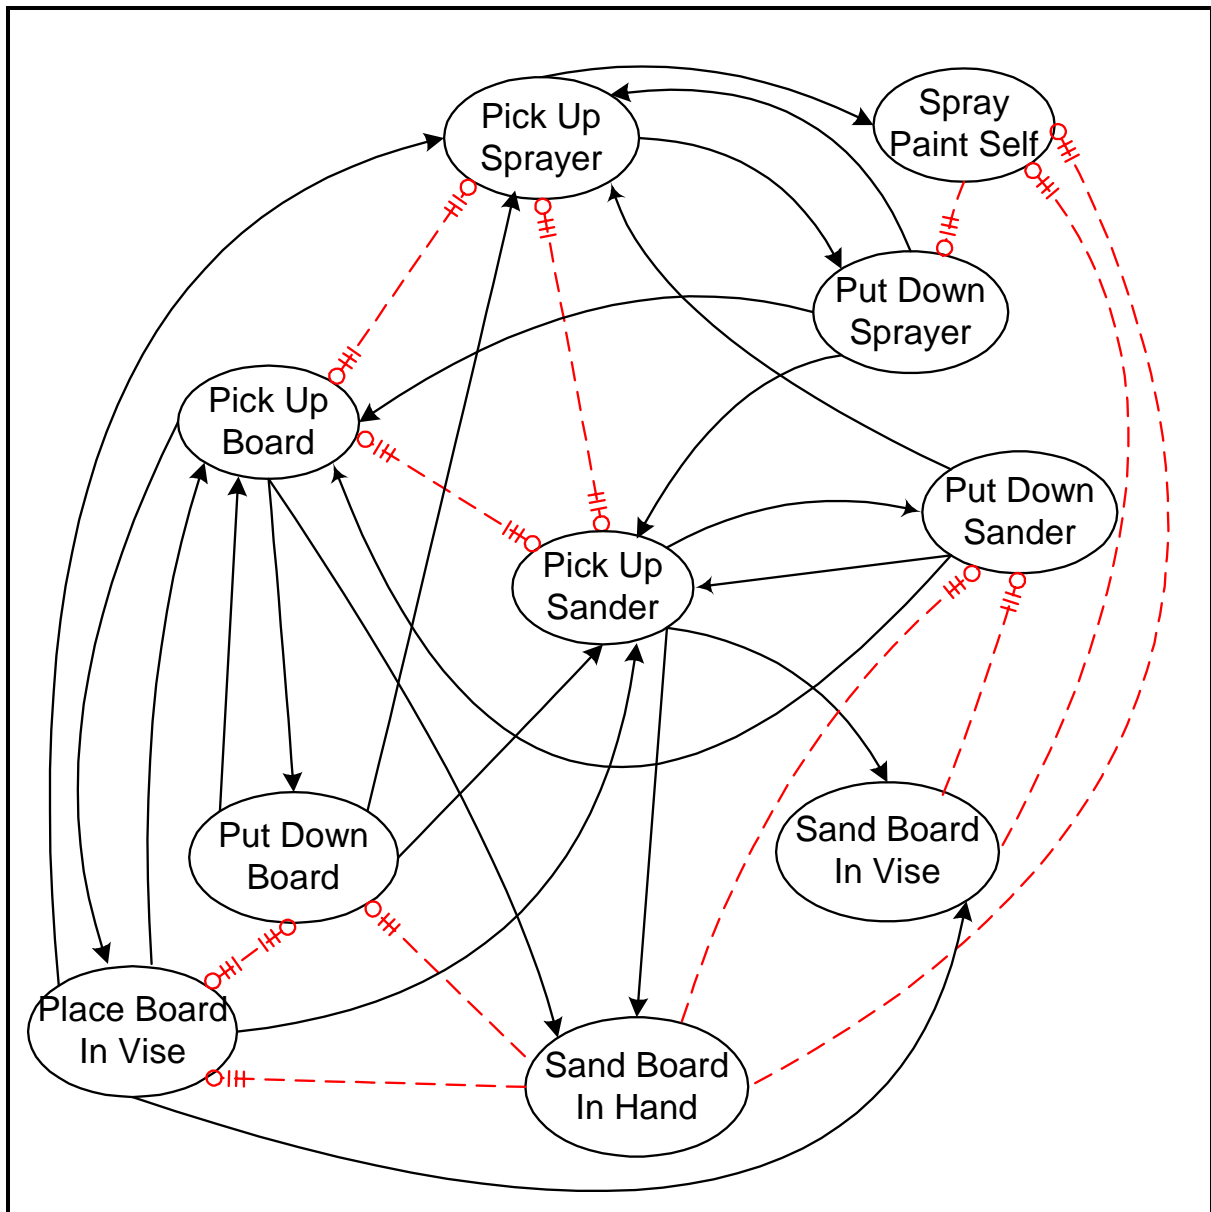 Pick Up
Sprayer
Spray
Paint Self
Put Down
Sprayer
Pick Up
Board
Put Down
Sander
Pick Up
Sander
Put Down
Board
Sand Board
In Vise
Place Board
In Vise
Sand Board
In Hand